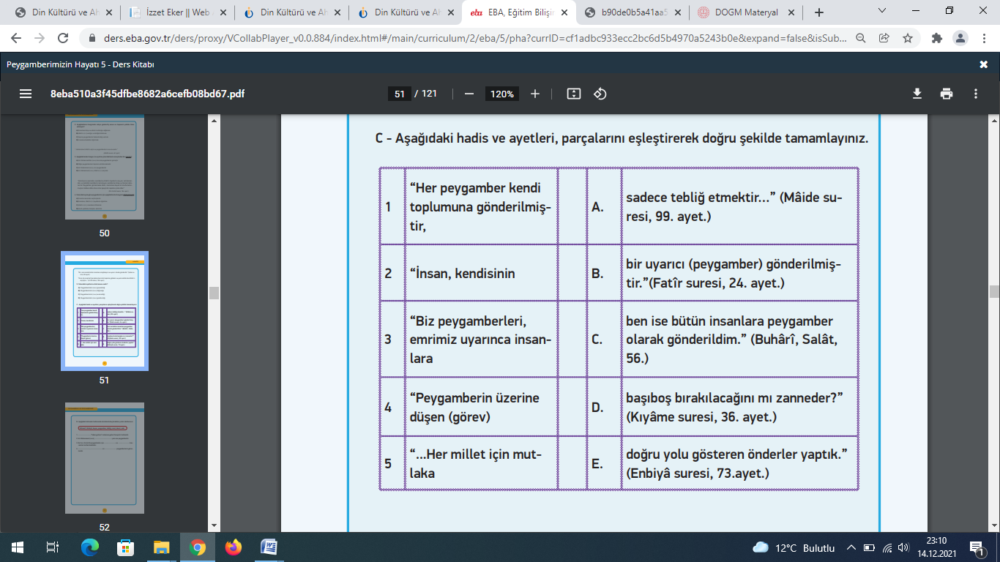 Din Kültürü ve Ah
İzzet Eker || Web
Din Kültürü ve Ah
Din Kültürü ve Ah
eba EBA, Eğitim Bilişim
b90de0b5a41aa5
DOGM Materyal
ders.eba.gov.tr/ders/proxy/VCollabPlayer_v0.0.884/index.html#/main/curriculum/2/eba/5/pha?currID=cf1adbc933ecc2bc6d5b4970a5243b0e&expand=false&isSub...
Peygamberimizin Hayatı 5 - Ders Kitabı
8eba510a3f45dfbe8682a6cefb08bd67.pdf
51 / 121
120%
50
51
52
C - Aşağıdaki hadis ve ayetleri, parçalarını eşleştirerek doğru şekilde tamamlayınız.
1
“Her peygamber kendi
toplumuna gönderilmiş-
tir,
A.
sadece tebliğ etmektir...” (Mâide su-
resi, 99. ayet.)
2
“İnsan, kendisinin
B.
bir uyarıcı (peygamber) gönderilmiş-
tir.”(Fatîr suresi, 24. ayet.)
3
“Biz peygamberleri,
emrimiz uyarınca insan-
lara
C.
ben ise bütün insanlara peygamber
olarak gönderildim.” (Buhârî, Salât,
56.)
4
“Peygamberin üzerine
düşen (görev)
D.
başıboş bırakılacağını mı zanneder?”
(Kıyâme suresi, 36. ayet.)
5
“...Her millet için mut-
laka
E.
doğru yolu gösteren önderler yaptık.”
(Enbiyâ suresi, 73.ayet.)
12°C Bulutlu
23:10
14.12.2021
1